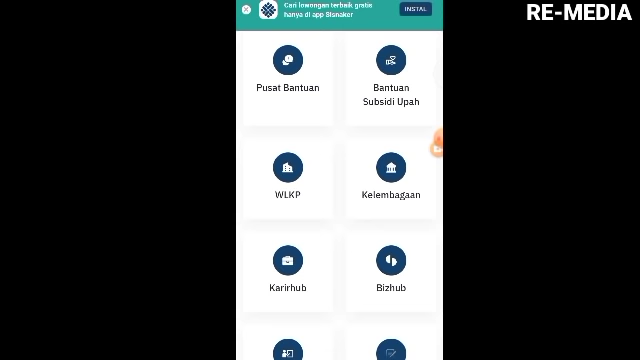 RE-MEDIA
Cari lowongan terbaik gratis
hanya di app Sisnaker
INSTAL
Pusat Bantuan
Bantuan
Subsidi Upah
WLKP
Kelembagaan
Karirhub
Bizhub